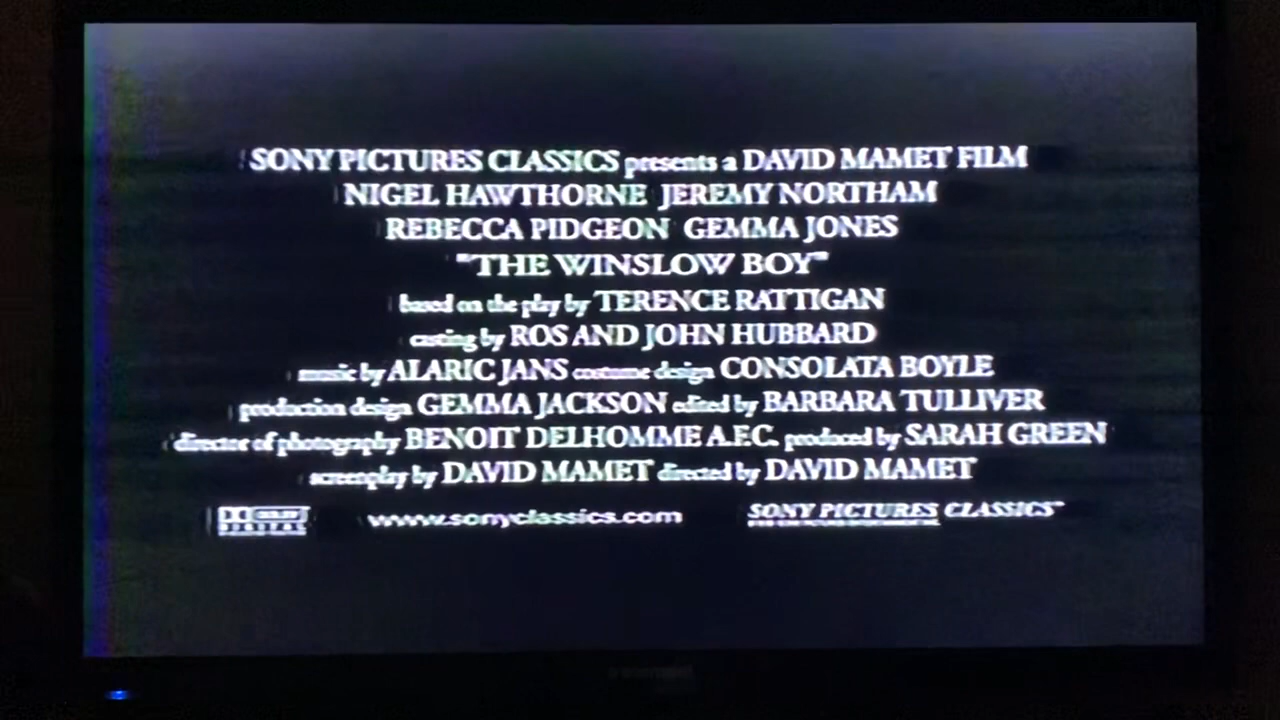 SONY PICTURES CLASSICS presents a DAVID MAMET FILM
NIGEL HAWTHORNE JEREMY NORTHAM
REBECCA PIDGEON GEMMA JONES
"THE WINSLOW BOY"
based on the play by TERENCE RATTIGAN
casting by ROS AND JOHN HUBBARD
music by ALARIC JANS costume design CONSOLATA BOYLE
production design GEMMA JACKSON edited by BARBARA TULLIVER
director of photography BENOIT DELHOMME A.F.C. produced by SARAH GREEN
screenplay by DAVID MAMET directed by DAVID MAMET
DOLBY DIGITAL www.sonyclassics.com SONY PICTURES CLASSICS™